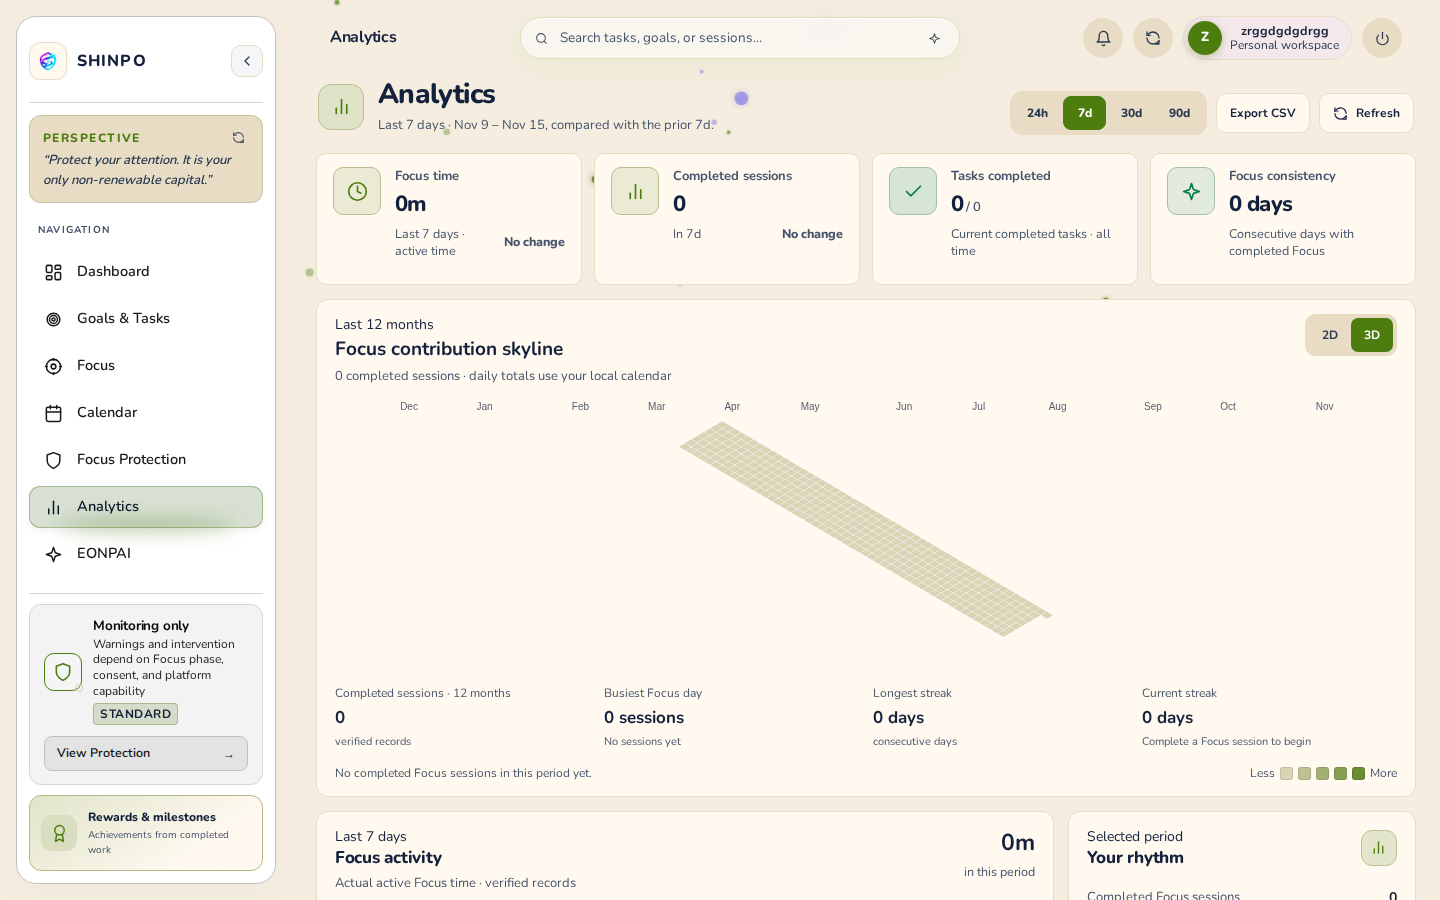 SHINPO
PERSPECTIVE
“Protect your attention. It is your
only non-renewable capital.”
NAVIGATION
Dashboard
Goals & Tasks
Focus
Calendar
Focus Protection
Analytics
EONPAI
Monitoring only
Warnings and intervention
depend on Focus phase,
consent, and platform
capability
STANDARD
View Protection →
Rewards & milestones
Achievements from completed
work
Analytics
Search tasks, goals, or sessions...
Z
zrggdgdgdrgg
Personal workspace
Analytics
Last 7 days · Nov 9 – Nov 15, compared with the prior 7d.
24h 7d 30d 90d
Export CSV
Refresh
Focus time
0m
Last 7 days ·
active time
No change
Completed sessions
0
In 7d
No change
Tasks completed
0 / 0
Current completed tasks · all
time
Focus consistency
0 days
Consecutive days with
completed Focus
Last 12 months
Focus contribution skyline
0 completed sessions · daily totals use your local calendar
2D 3D
Dec Jan Feb Mar Apr May Jun Jul Aug Sep Oct Nov
Completed sessions · 12 months
0
verified records
Busiest Focus day
0 sessions
No sessions yet
Longest streak
0 days
consecutive days
Current streak
0 days
Complete a Focus session to begin
No completed Focus sessions in this period yet.
Less More
Last 7 days
Focus activity
Actual active Focus time · verified records
0m
in this period
Selected period
Your rhythm
Completed Focus sessions 0